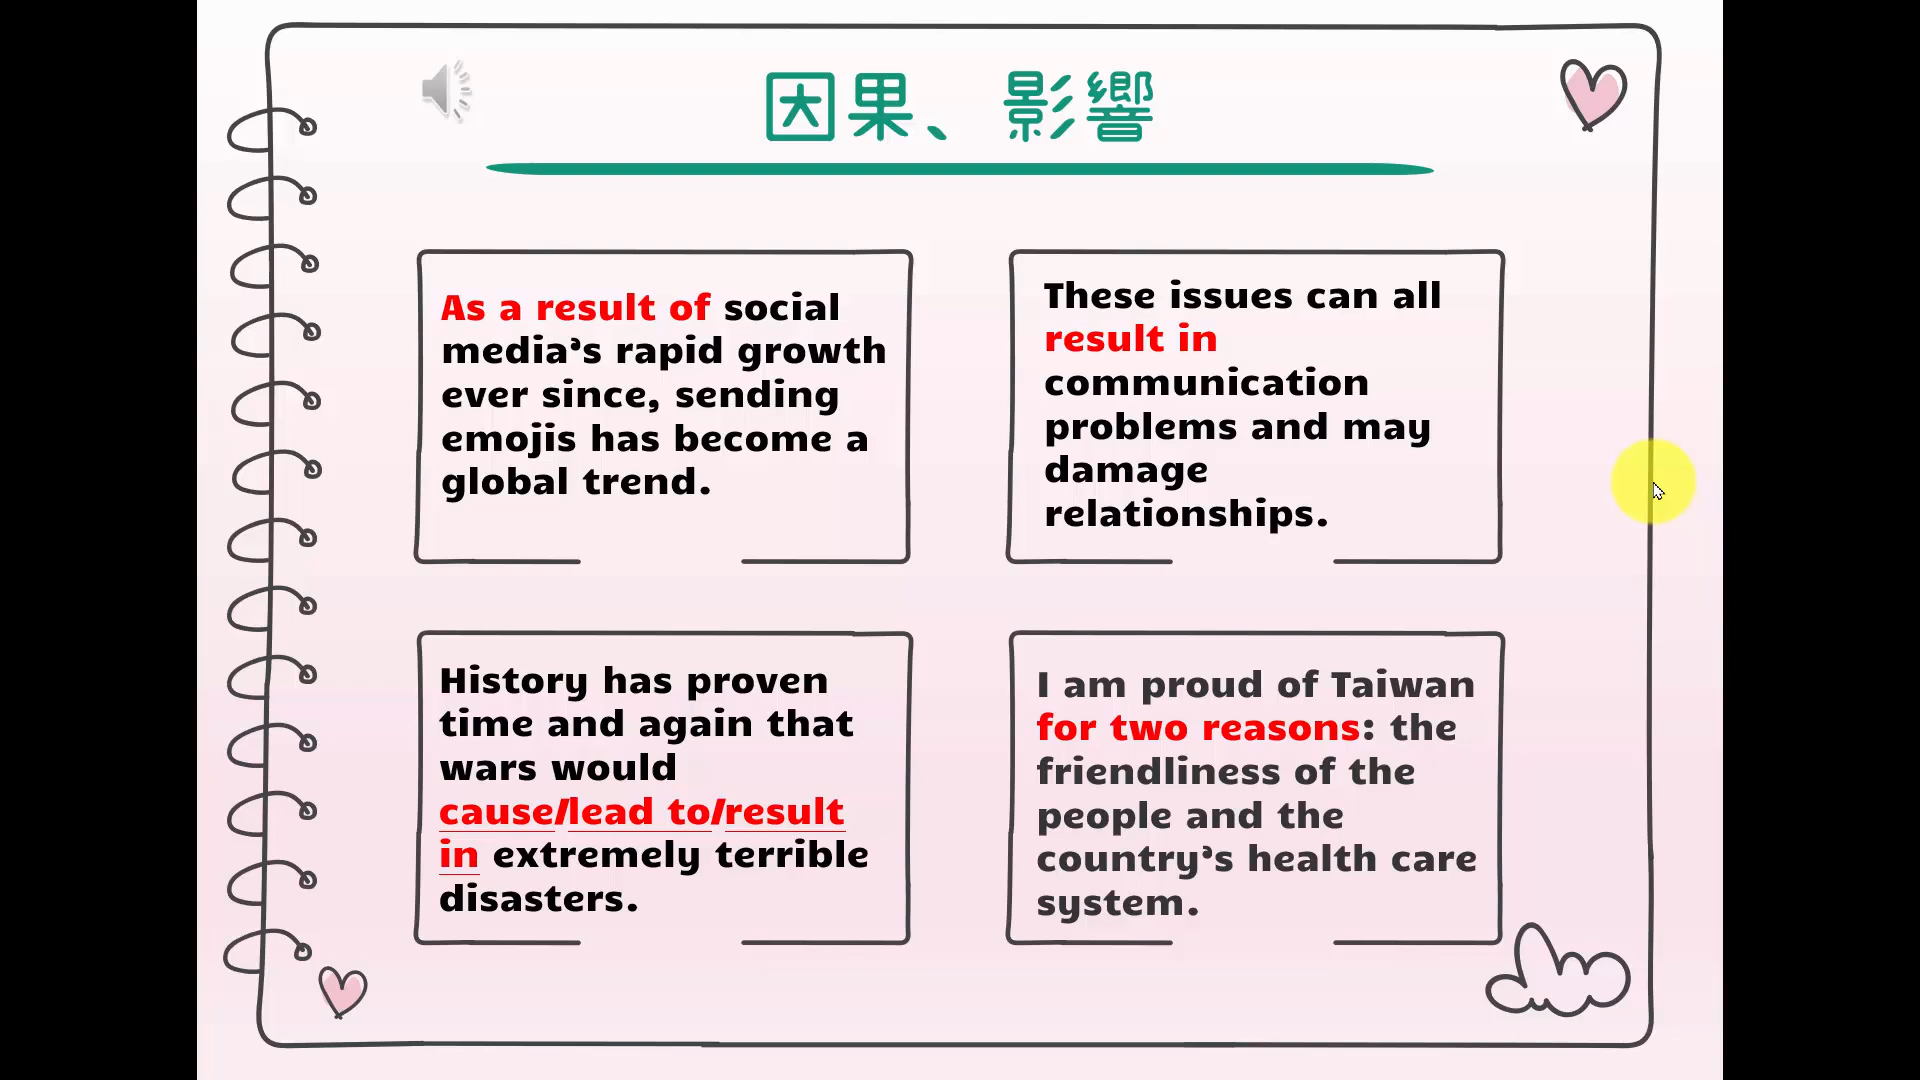 因果、影響
As a result of social
media’s rapid growth
ever since, sending
emojis has become a
global trend.
These issues can all
result in
communication
problems and may
damage
relationships.
History has proven
time and again that
wars would
cause/lead to/result
in extremely terrible
disasters.
I am proud of Taiwan
for two reasons: the
friendliness of the
people and the
country’s health care
system.